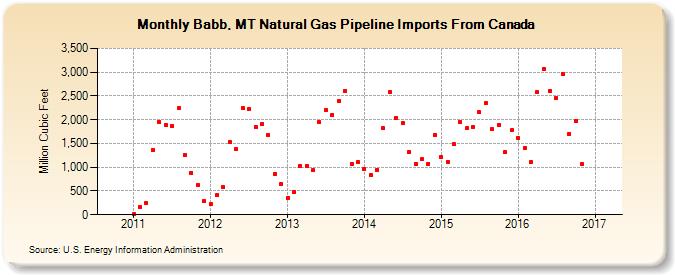 Monthly Babb, MT Natural Gas Pipeline Imports From Canada
Million Cubic Feet
3,500
3,000
2,500
2,000
1,500
1,000
500
0
2011 2012 2013 2014 2015 2016 2017
Source: U.S. Energy Information Administration